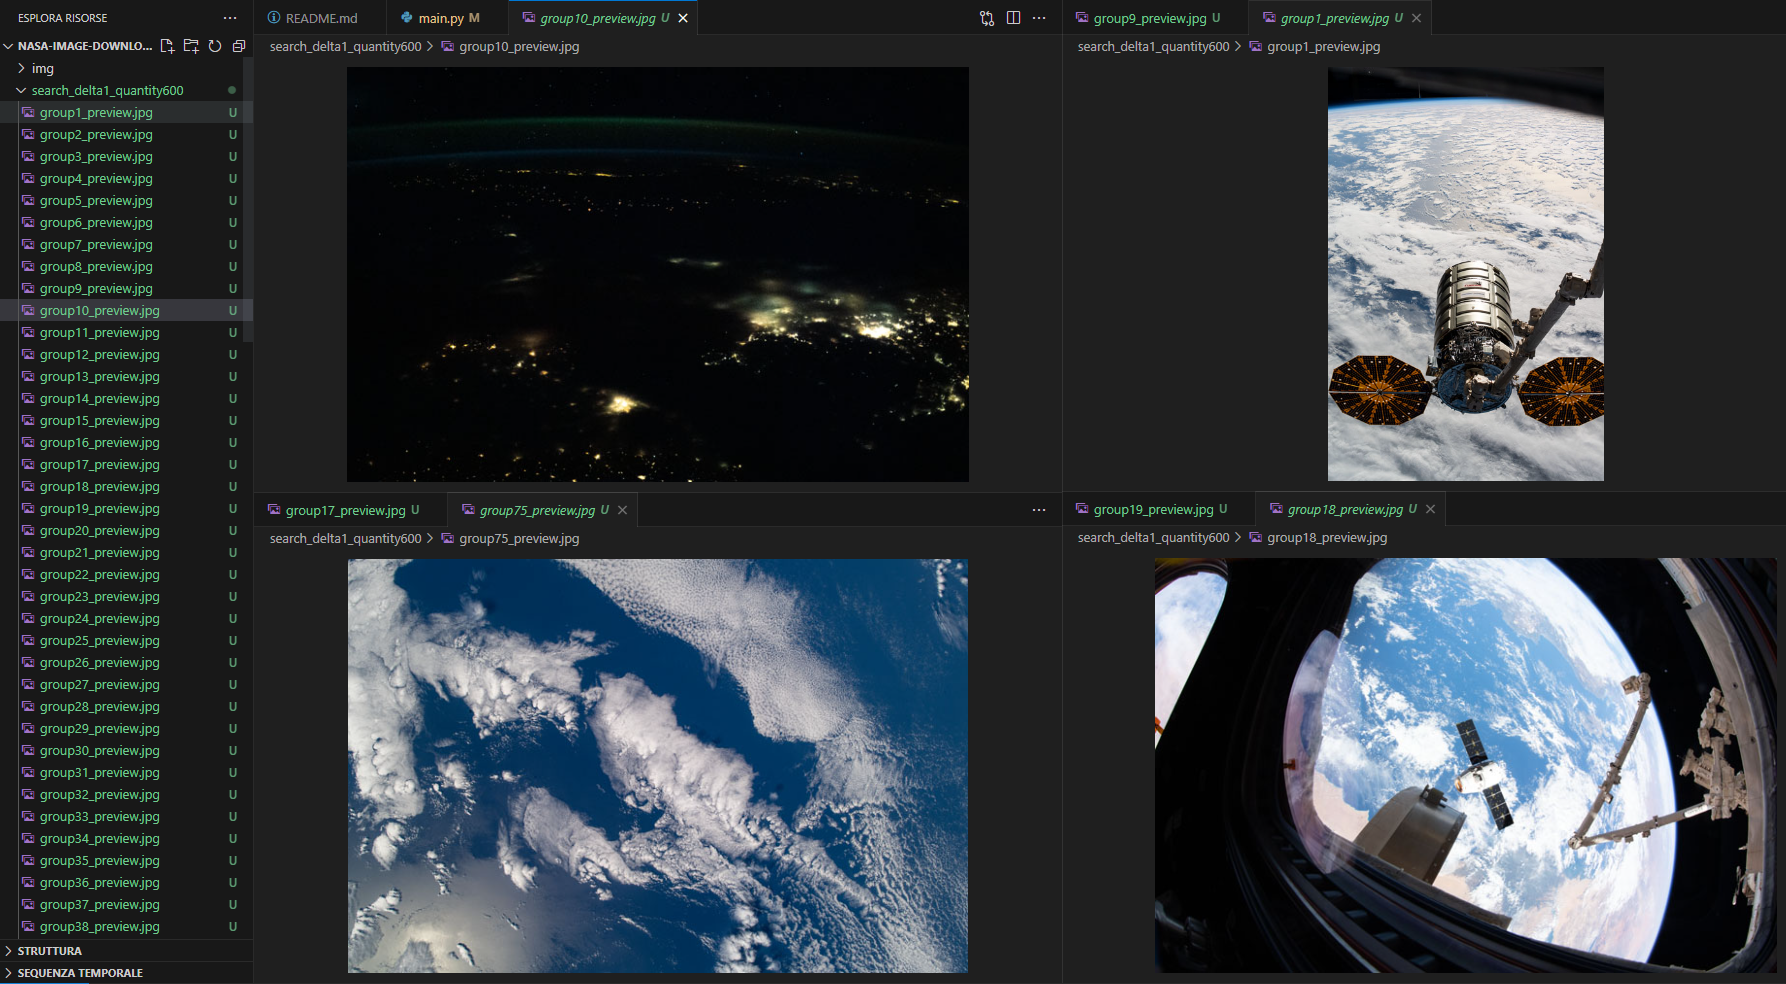 ESPLORA RISORSE
NASA-IMAGE-DOWNLO...
img
search_delta1_quantity600
group1_preview.jpg U
group2_preview.jpg U
group3_preview.jpg U
group4_preview.jpg U
group5_preview.jpg U
group6_preview.jpg U
group7_preview.jpg U
group8_preview.jpg U
group9_preview.jpg U
group10_preview.jpg U
group11_preview.jpg U
group12_preview.jpg U
group13_preview.jpg U
group14_preview.jpg U
group15_preview.jpg U
group16_preview.jpg U
group17_preview.jpg U
group18_preview.jpg U
group19_preview.jpg U
group20_preview.jpg U
group21_preview.jpg U
group22_preview.jpg U
group23_preview.jpg U
group24_preview.jpg U
group25_preview.jpg U
group26_preview.jpg U
group27_preview.jpg U
group28_preview.jpg U
group29_preview.jpg U
group30_preview.jpg U
group31_preview.jpg U
group32_preview.jpg U
group33_preview.jpg U
group34_preview.jpg U
group35_preview.jpg U
group36_preview.jpg U
group37_preview.jpg U
group38_preview.jpg U
STRUTTURA
SEQUENZA TEMPORALE
README.md main.py M group10_preview.jpg U
search_delta1_quantity600 > group10_preview.jpg
group9_preview.jpg U group1_preview.jpg U
search_delta1_quantity600 > group1_preview.jpg
group17_preview.jpg U group75_preview.jpg U
search_delta1_quantity600 > group75_preview.jpg
group19_preview.jpg U group18_preview.jpg U
search_delta1_quantity600 > group18_preview.jpg